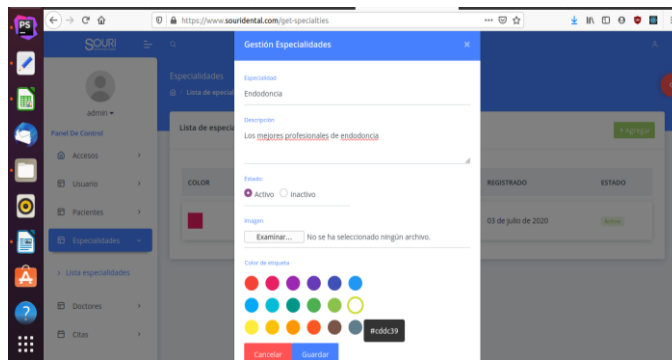 https://www.souridental.com/get-specialties
SOURI
admin
Panel De Control
Accesos
Usuario
Pacientes
Especialidades
Lista especialidades
Doctores
Citas
Especialidades
Lista de especial
Lista de especia
+ Agregar
COLOR
REGISTRADO
ESTADO
03 de julio de 2020
Activo
Gestión Especialidades
×
Especialidad
Endodoncia
Descripción
Los mejores profesionales de endodoncia
Estado
Activo
Inactivo
Imagen
Examinar...
No se ha seleccionado ningún archivo.
Color de etiqueta
#cddc39
Cancelar
Guardar